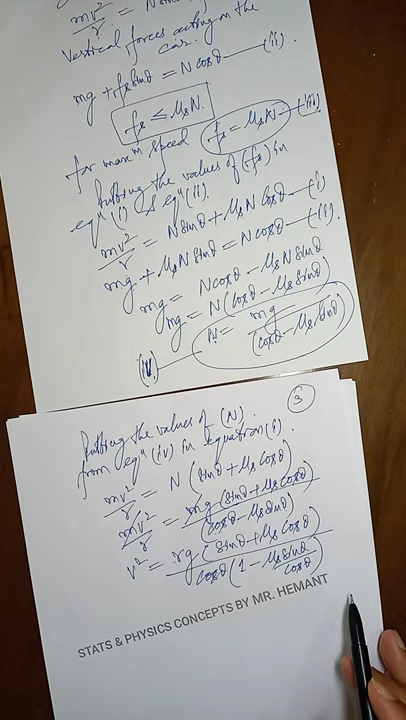 mv²/r = N sinθ
Vertical forces acting on the
car.
mg + fs sinθ = N cosθ —(ii).
fs ≤ μsN.
for max^m speed fs = μsN —(iii)
Putting the values of (fs) in
eq^n (i) & eq^n (ii).
mv²/r = N sinθ + μsN cosθ —(i)
mg + μsN sinθ = N cosθ —(ii).
mg = N cosθ - μsN sinθ
mg = N (cosθ - μs sinθ)
(iv) — N = mg/(cosθ - μs sinθ)
3
Putting the values of (N).
from eq^n (iv) in equation (i).
mv²/r = N (sinθ + μs cosθ)
mv²/r = mg (sinθ + μs cosθ)/(cosθ - μs sinθ)
v² = rg (sinθ + μs cosθ)/cosθ (1 - μs sinθ/cosθ)
STATS & PHYSICS CONCEPTS BY MR. HEMANT